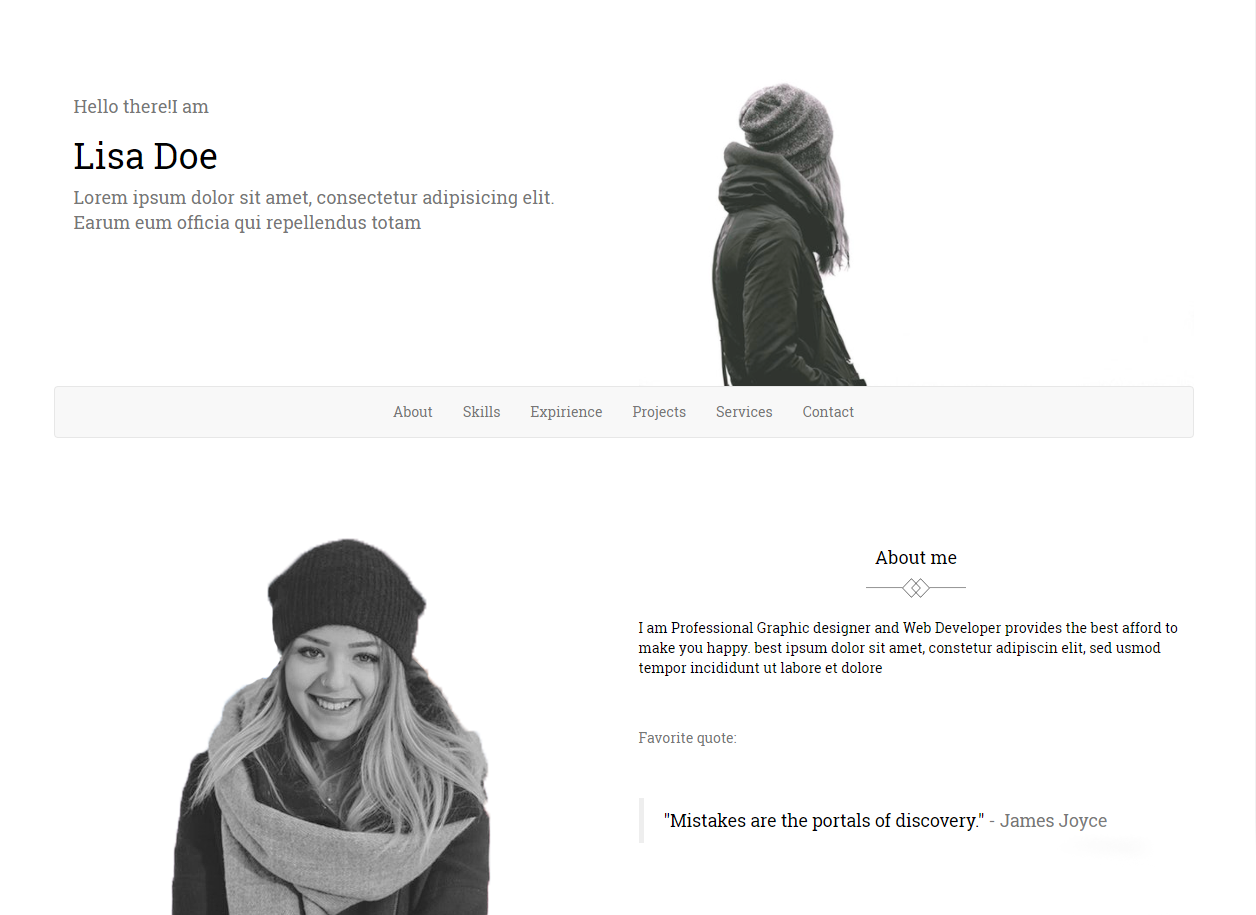 Hello there!I am
Lisa Doe
Lorem ipsum dolor sit amet, consectetur adipisicing elit.
Earum eum officia qui repellendus totam
About Skills Expirience Projects Services Contact
About me
I am Professional Graphic designer and Web Developer provides the best afford to
make you happy. best ipsum dolor sit amet, constetur adipiscin elit, sed usmod
tempor incididunt ut labore et dolore
Favorite quote:
"Mistakes are the portals of discovery." - James Joyce